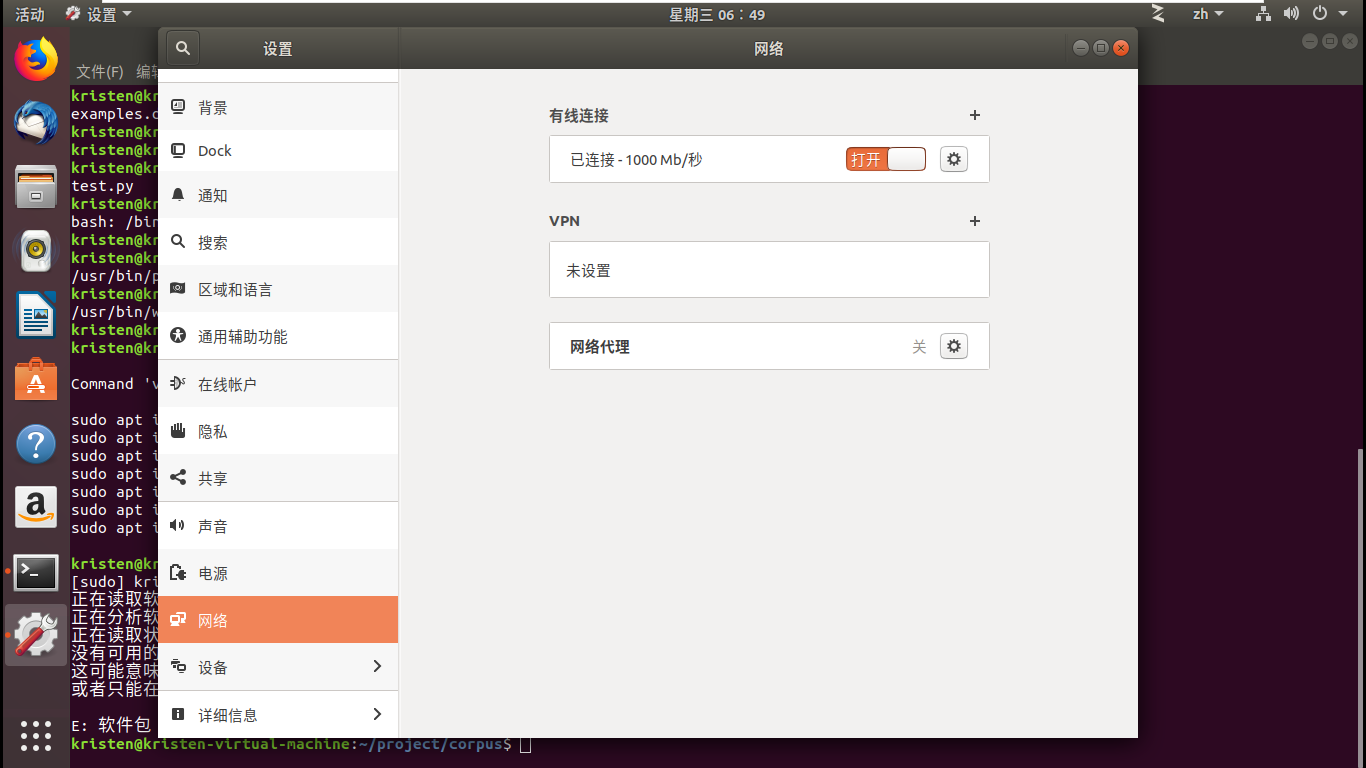 活动 设置 星期三 06：49 zh
设置 网络
文件(F) 编辑
背景
Dock
通知
搜索
区域和语言
通用辅助功能
在线帐户
隐私
共享
声音
电源
网络
设备
详细信息
有线连接
已连接 - 1000 Mb/秒 打开
VPN
未设置
网络代理 关
kristen@kr
examples.c
kristen@kr
kristen@kr
kristen@kr
test.py
kristen@kr
bash: /bin
kristen@kr
kristen@kr
/usr/bin/p
kristen@kr
/usr/bin/w
kristen@kr
kristen@kr
Command 'v
sudo apt i
sudo apt i
sudo apt i
sudo apt i
sudo apt i
sudo apt i
sudo apt i
kristen@kr
[sudo] kri
正在读取软
正在分析软
正在读取状
没有可用的
这可能意味
或者只能在
E: 软件包
kristen@kristen-virtual-machine:~/project/corpus$